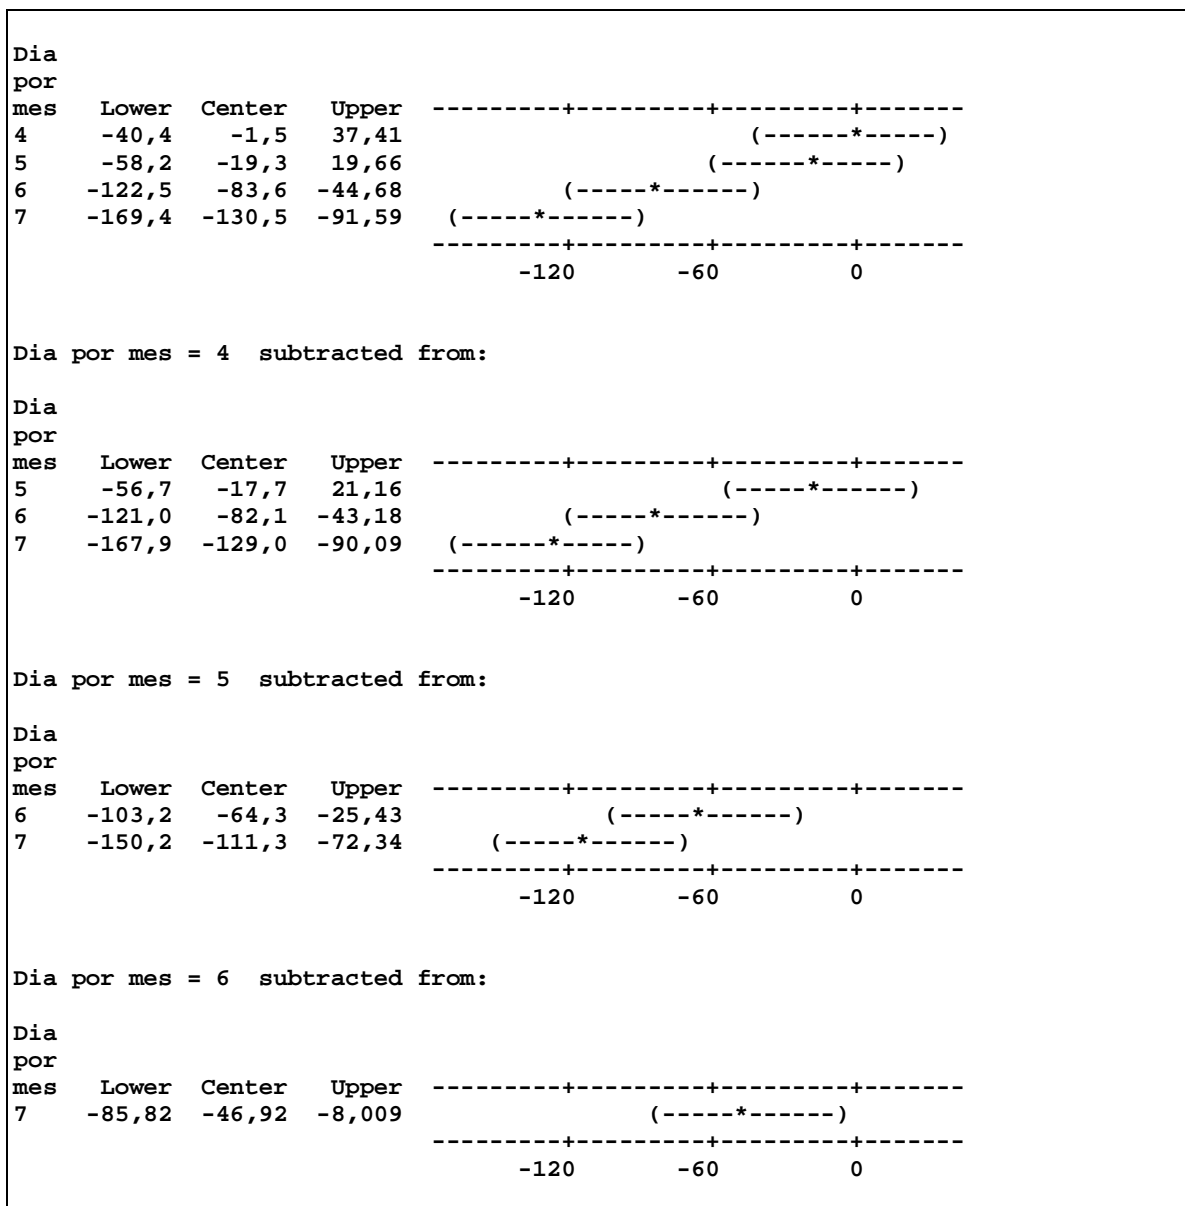 Dia
por
mes    Lower  Center   Upper  ---------+---------+---------+-------
4      -40,4    -1,5   37,41                        (------*-----)
5      -58,2   -19,3   19,66                     (------*-----)
6     -122,5   -83,6  -44,68           (-----*------)
7     -169,4  -130,5  -91,59   (-----*------)
                              ---------+---------+---------+-------
                                    -120       -60         0
Dia por mes = 4  subtracted from:
Dia
por
mes    Lower  Center   Upper  ---------+---------+---------+-------
5      -56,7   -17,7   21,16                      (-----*------)
6     -121,0   -82,1  -43,18           (-----*------)
7     -167,9  -129,0  -90,09   (------*-----)
                              ---------+---------+---------+-------
                                    -120       -60         0
Dia por mes = 5  subtracted from:
Dia
por
mes    Lower  Center   Upper  ---------+---------+---------+-------
6     -103,2   -64,3  -25,43              (-----*------)
7     -150,2  -111,3  -72,34      (-----*------)
                              ---------+---------+---------+-------
                                    -120       -60         0
Dia por mes = 6  subtracted from:
Dia
por
mes    Lower  Center   Upper  ---------+---------+---------+-------
7     -85,82  -46,92  -8,009                 (-----*------)
                              ---------+---------+---------+-------
                                    -120       -60         0